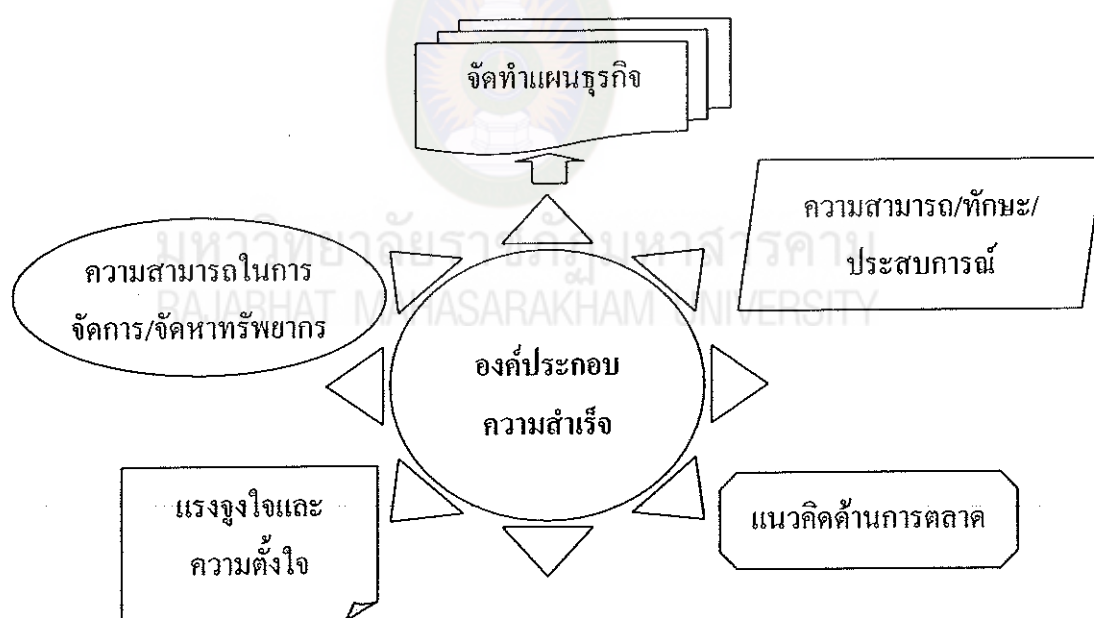 จัดทำแผนธุรกิจ
ความสามารถ/ทักษะ/
ประสบการณ์
มหาวิทยาลัยราชภัฏมหาสารคาม
RAJABHAT MAHASARAKHAM UNIVERSITY
ความสามารถในการ
จัดการ/จัดหาทรัพยากร
องค์ประกอบ
ความสำเร็จ
แรงจูงใจและ
ความตั้งใจ
แนวคิดด้านการตลาด